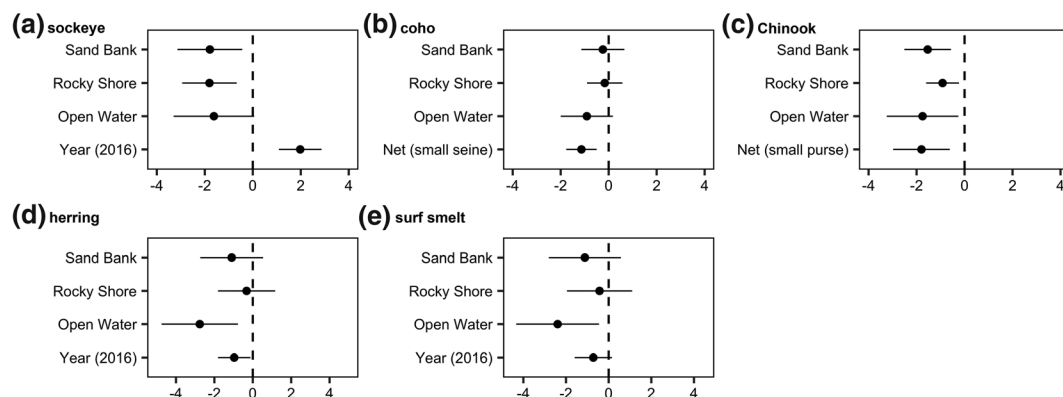 (a) sockeye
Sand Bank
Rocky Shore
Open Water
Year (2016)
-4 -2 0 2 4
(b) coho
Sand Bank
Rocky Shore
Open Water
Net (small seine)
-4 -2 0 2 4
(c) Chinook
Sand Bank
Rocky Shore
Open Water
Net (small purse)
-4 -2 0 2 4
(d) herring
Sand Bank
Rocky Shore
Open Water
Year (2016)
-4 -2 0 2 4
(e) surf smelt
Sand Bank
Rocky Shore
Open Water
Year (2016)
-4 -2 0 2 4